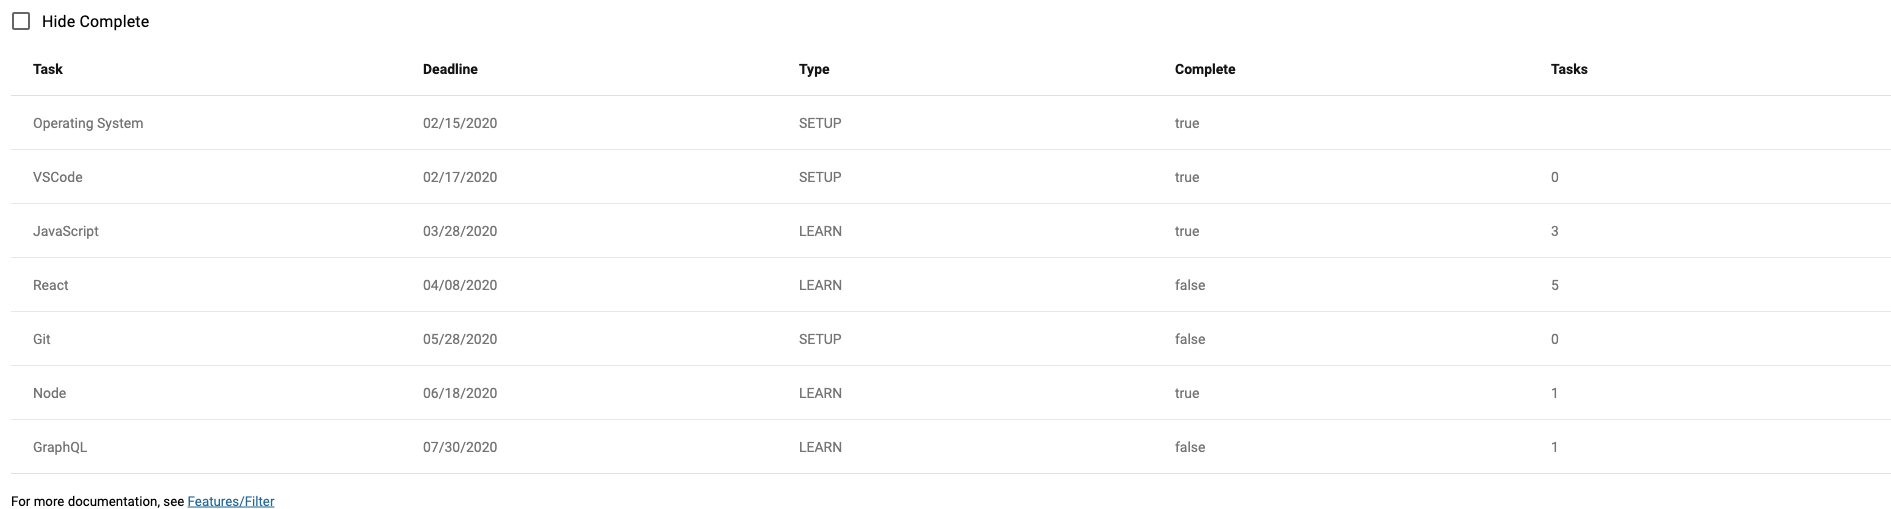 Hide Complete
Task Deadline Type Complete Tasks
Operating System 02/15/2020 SETUP true
VSCode 02/17/2020 SETUP true 0
JavaScript 03/28/2020 LEARN true 3
React 04/08/2020 LEARN false 5
Git 05/28/2020 SETUP false 0
Node 06/18/2020 LEARN true 1
GraphQL 07/30/2020 LEARN false 1
For more documentation, see Features/Filter